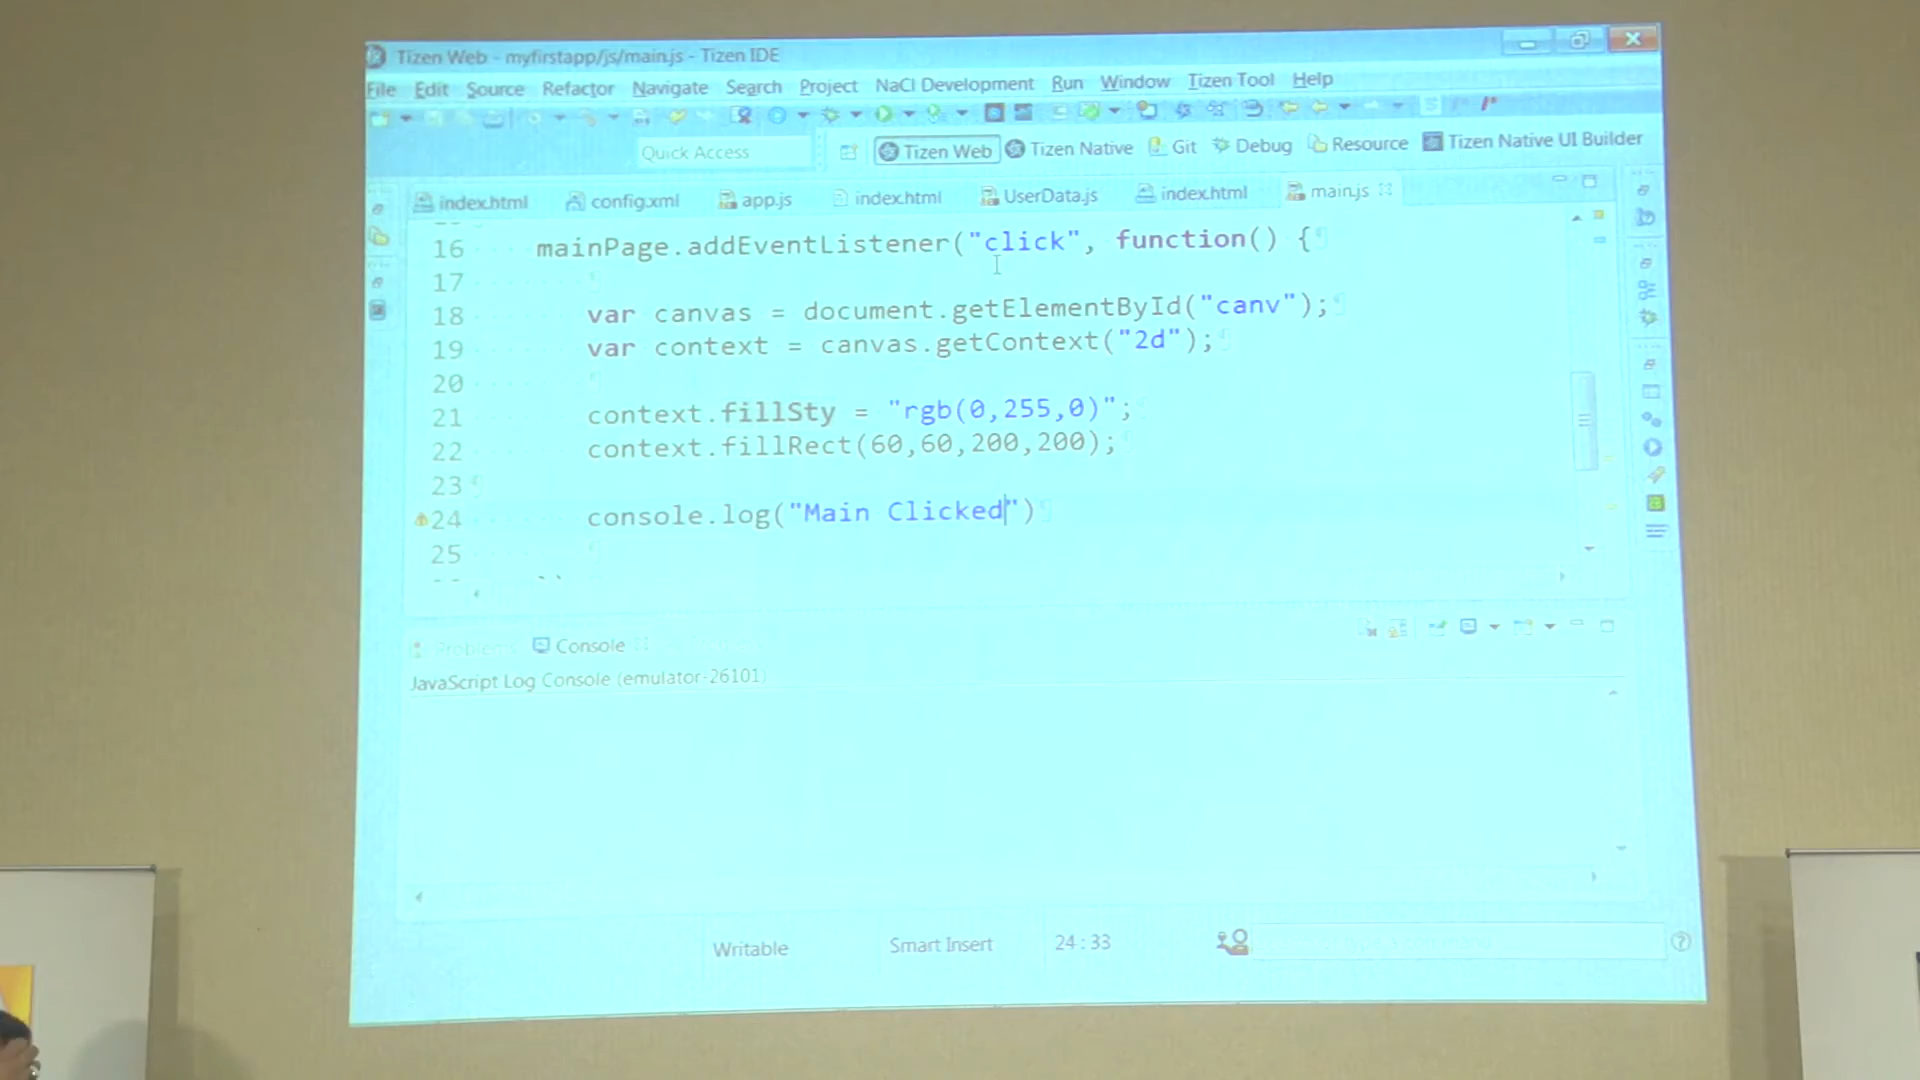 Tizen Web - myfirstapp/js/main.js - Tizen IDE
File Edit Source Refactor Navigate Search Project NaCl Development Run Window Tizen Tool Help
Quick Access Tizen Web Tizen Native Git Debug Resource Tizen Native UI Builder
index.html config.xml app.js index.html UserData.js index.html main.js
16 mainPage.addEventListener("click", function() {
17
18 var canvas = document.getElementById("canv");
19 var context = canvas.getContext("2d");
20
21 context.fillSty = "rgb(0,255,0)";
22 context.fillRect(60,60,200,200);
23
24 console.log("Main Clicked")
25
Problems Console
JavaScript Log Console (emulator-26101)
Writable Smart Insert 24 : 33